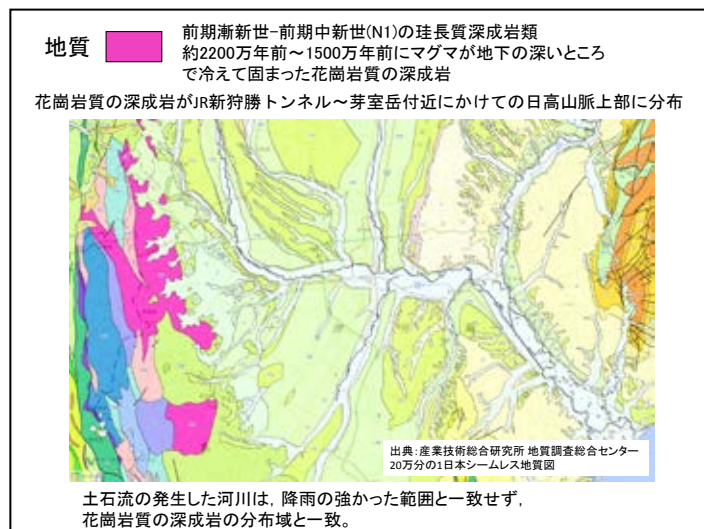 地質
前期漸新世-前期中新世(N1)の珪長質深成岩類
約2200万年前～1500万年前にマグマが地下の深いところ
で冷えて固まった花崗岩質の深成岩
花崗岩質の深成岩がJR新狩勝トンネル～芽室岳付近にかけての日高山脈上部に分布
出典：産業技術総合研究所 地質調査総合センター
20万分の1日本シームレス地質図
土石流の発生した河川は，降雨の強かった範囲と一致せず，
花崗岩質の深成岩の分布域と一致。